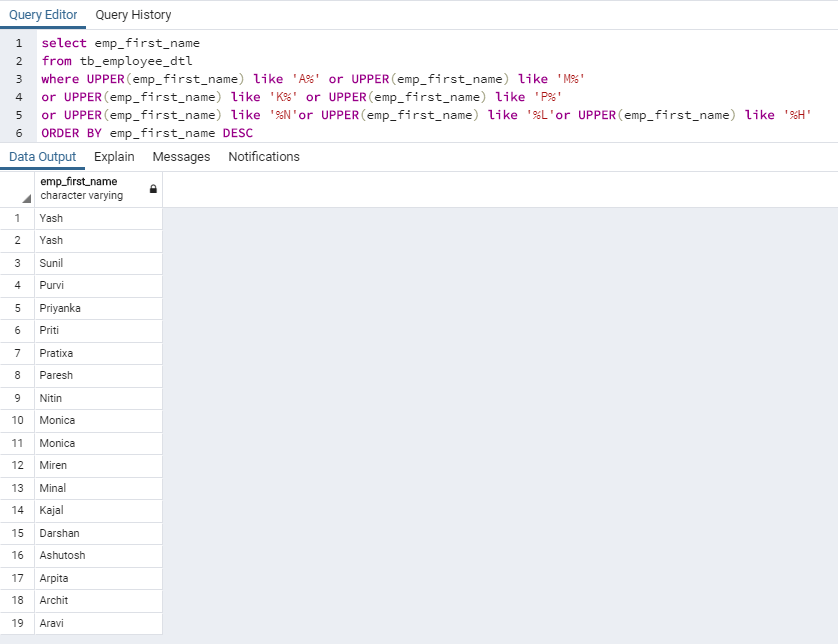 Query Editor Query History
1 select emp_first_name
2 from tb_employee_dtl
3 where UPPER(emp_first_name) like 'A%' or UPPER(emp_first_name) like 'M%'
4 or UPPER(emp_first_name) like 'K%' or UPPER(emp_first_name) like 'P%'
5 or UPPER(emp_first_name) like '%N'or UPPER(emp_first_name) like '%L'or UPPER(emp_first_name) like '%H'
6 ORDER BY emp_first_name DESC
Data Output Explain Messages Notifications
emp_first_name
character varying
1 Yash
2 Yash
3 Sunil
4 Purvi
5 Priyanka
6 Priti
7 Pratixa
8 Paresh
9 Nitin
10 Monica
11 Monica
12 Miren
13 Minal
14 Kajal
15 Darshan
16 Ashutosh
17 Arpita
18 Archit
19 Aravi